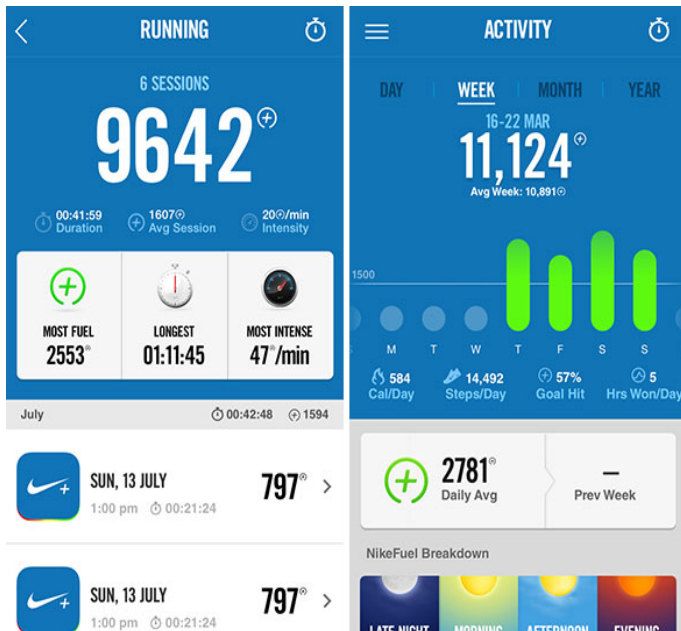 RUNNING
6 SESSIONS
9642
00:41:59
Duration
1607
Avg Session
20/min
Intensity
MOST FUEL
2553
LONGEST
01:11:45
MOST INTENSE
47/min
July
00:42:48
1594
SUN, 13 JULY
797
1:00 pm
00:21:24
SUN, 13 JULY
797
1:00 pm
00:21:24
ACTIVITY
DAY
WEEK
MONTH
YEAR
16-22 MAR
11,124
Avg Week: 10,891
1500
M T W T F S S
584
Cal/Day
14,492
Steps/Day
57%
Goal Hit
5
Hrs Won/Day
2781
Daily Avg
–
Prev Week
NikeFuel Breakdown
LATE NIGHT
MORNING
AFTERNOON
EVENING